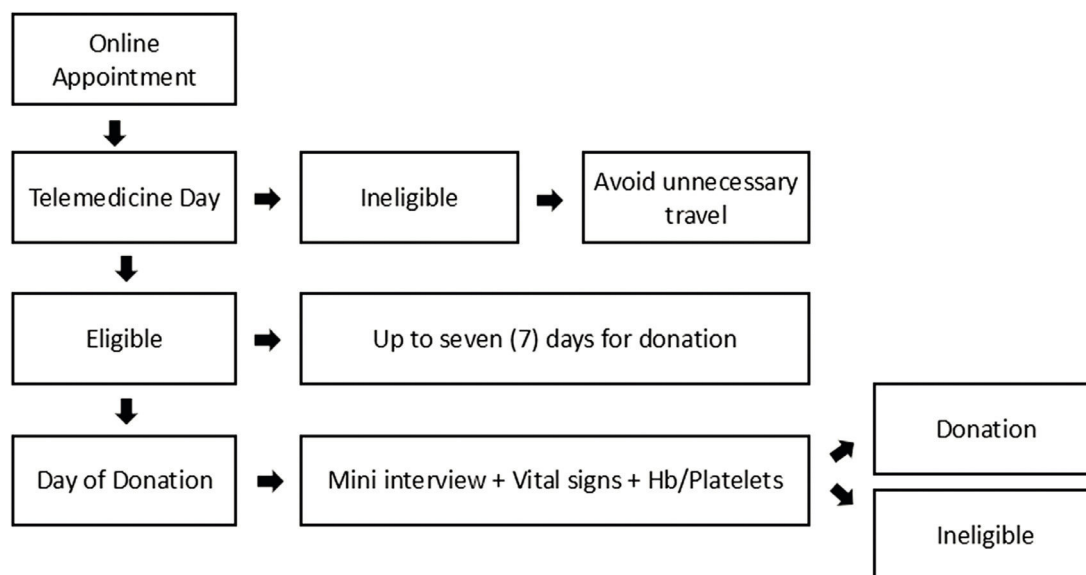 Online
Appointment
Telemedicine Day
Ineligible
Avoid unnecessary
travel
Eligible
Up to seven (7) days for donation
Day of Donation
Mini interview + Vital signs + Hb/Platelets
Donation
Ineligible